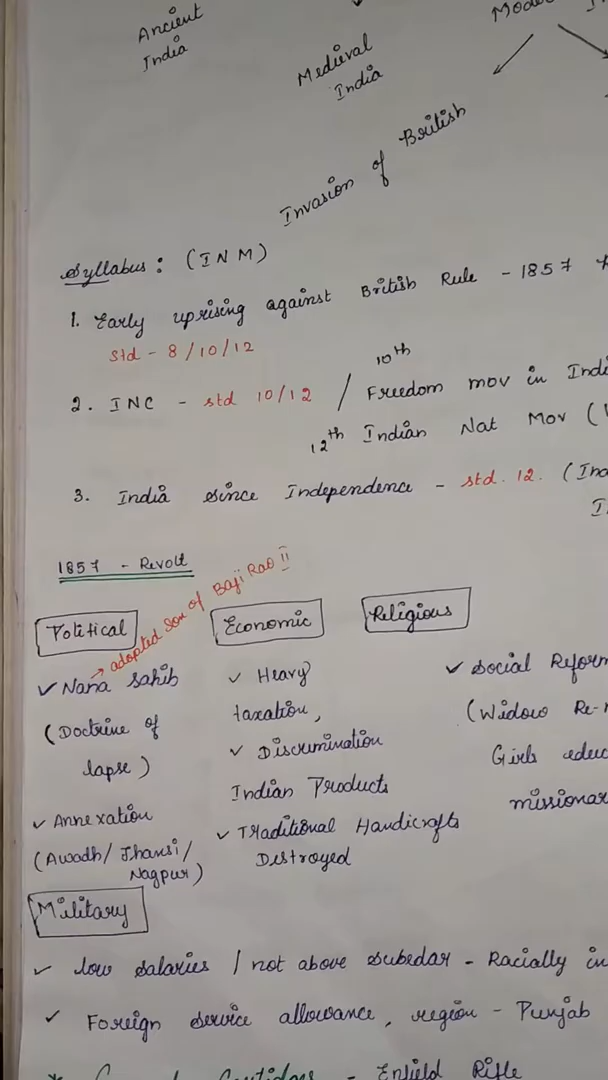 Ancient India
Medieval India
Invasion of British
Syllabus : (INM)
1. Early uprising against British Rule - 1857
Std - 8/10/12
2. INC - std 10/12 / 10th Freedom mov in
12th Indian Nat Mov (
3. India since Independence - std. 12.
1857 - Revolt
Political
Economic
Religious
→ adopted son of Baji Rao II
✓ Nana Sahib
(Doctrine of
lapse)
✓ Annexation
(Awadh/ Jhansi/
Nagpur)
✓ Heavy
taxation,
✓ Discrimination
Indian Products
✓ Traditional Handicrafts
Destroyed
✓ Social
(Widow
Girls
Military
✓ low salaries / not above subedar - Racially
✓ Foreign service allowance, region - Punjab
- Enfield Rifle